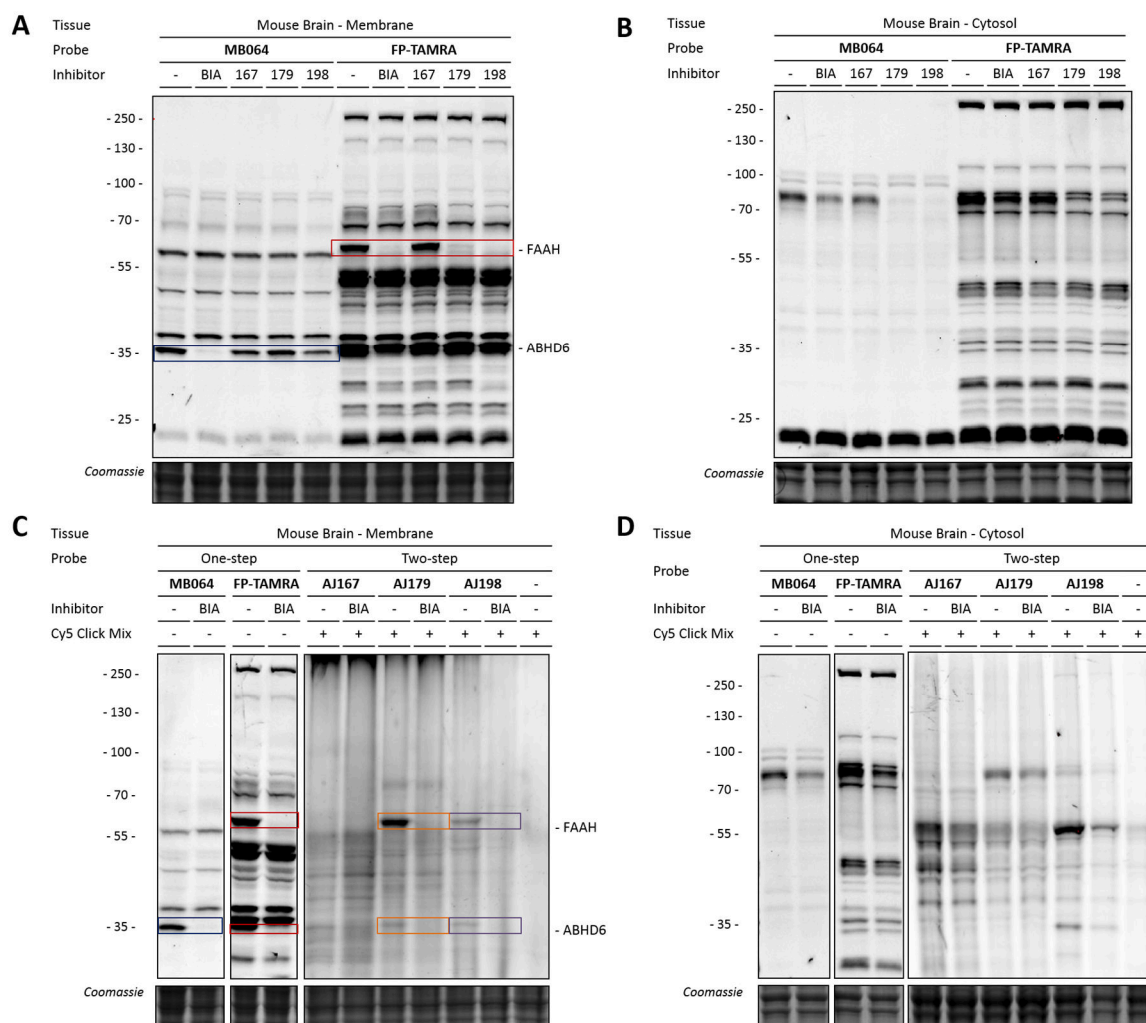 A
Tissue Mouse Brain - Membrane
Probe MB064 FP-TAMRA
Inhibitor - BIA 167 179 198 - BIA 167 179 198
- 250 -
- 130 -
- 100 -
- 70 -
- FAAH
- 55 -
- 35 -
- ABHD6
- 25 -
Coomassie
B
Tissue Mouse Brain - Cytosol
Probe MB064 FP-TAMRA
Inhibitor - BIA 167 179 198 - BIA 167 179 198
- 250 -
- 130 -
- 100 -
- 70 -
- 55 -
- 35 -
- 25 -
Coomassie
C
Tissue Mouse Brain - Membrane
Probe One-step Two-step
MB064 FP-TAMRA AJ167 AJ179 AJ198 -
Inhibitor - BIA - BIA - BIA - BIA - BIA -
Cy5 Click Mix - - - - + + + + + + +
- 250 -
- 130 -
- 100 -
- 70 -
- FAAH
- 55 -
- 35 -
- ABHD6
Coomassie
D
Tissue Mouse Brain - Cytosol
One-step Two-step
Probe
MB064 FP-TAMRA AJ167 AJ179 AJ198 -
Inhibitor - BIA - BIA - BIA - BIA - BIA -
Cy5 Click Mix - - - - + + + + + + +
- 250 -
- 130 -
- 100 -
- 70 -
- 55 -
- 35 -
Coomassie